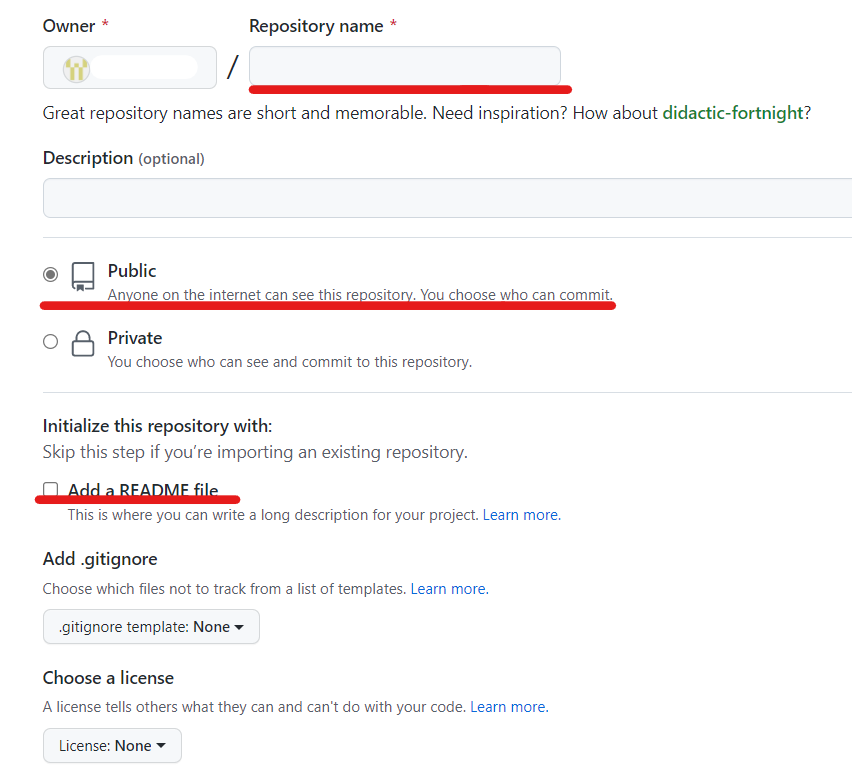 Owner * Repository name *
/
Great repository names are short and memorable. Need inspiration? How about didactic-fortnight?
Description (optional)
Public
Anyone on the internet can see this repository. You choose who can commit.
Private
You choose who can see and commit to this repository.
Initialize this repository with:
Skip this step if you’re importing an existing repository.
Add a README file
This is where you can write a long description for your project. Learn more.
Add .gitignore
Choose which files not to track from a list of templates. Learn more.
.gitignore template: None
Choose a license
A license tells others what they can and can't do with your code. Learn more.
License: None